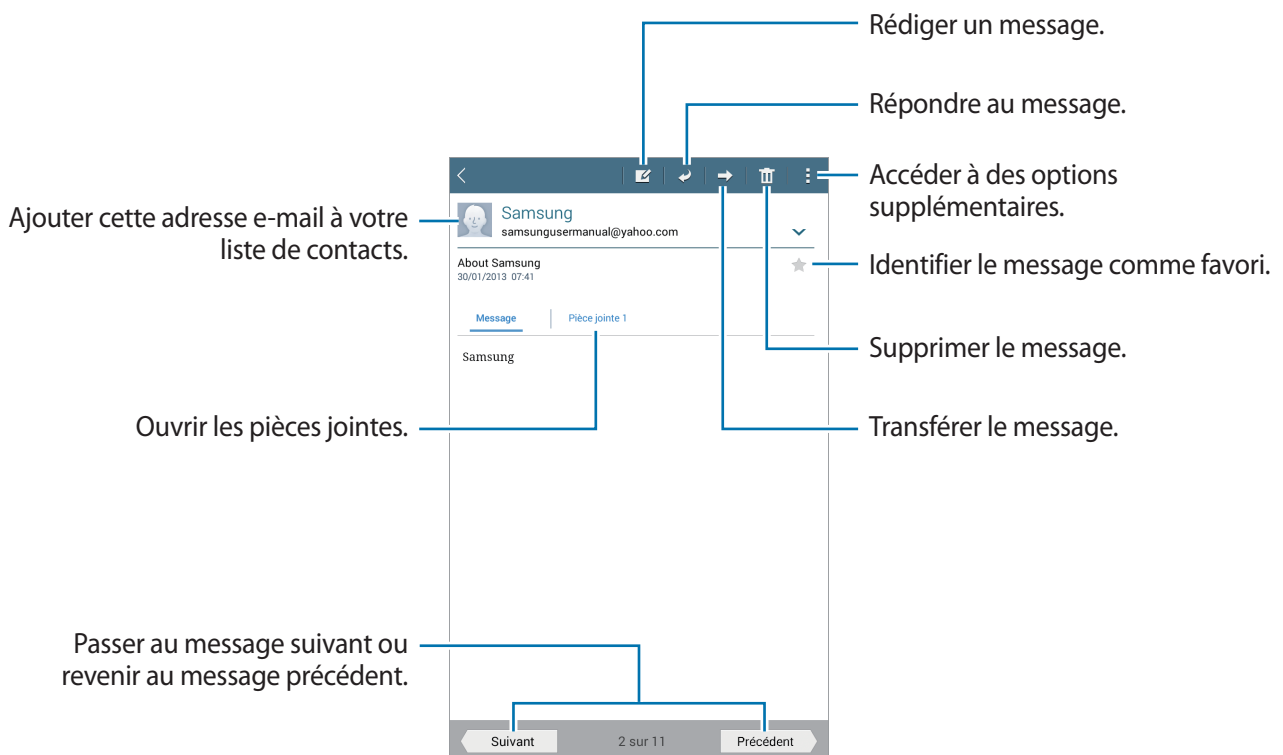 Rédiger un message.
Répondre au message.
Accéder à des options
supplémentaires.
Ajouter cette adresse e-mail à votre
liste de contacts.
Samsung
samsungusermanual@yahoo.com
About Samsung
30/01/2013 07:41
Identifier le message comme favori.
Message
Pièce jointe 1
Samsung
Supprimer le message.
Ouvrir les pièces jointes.
Transférer le message.
Passer au message suivant ou
revenir au message précédent.
Suivant
2 sur 11
Précédent